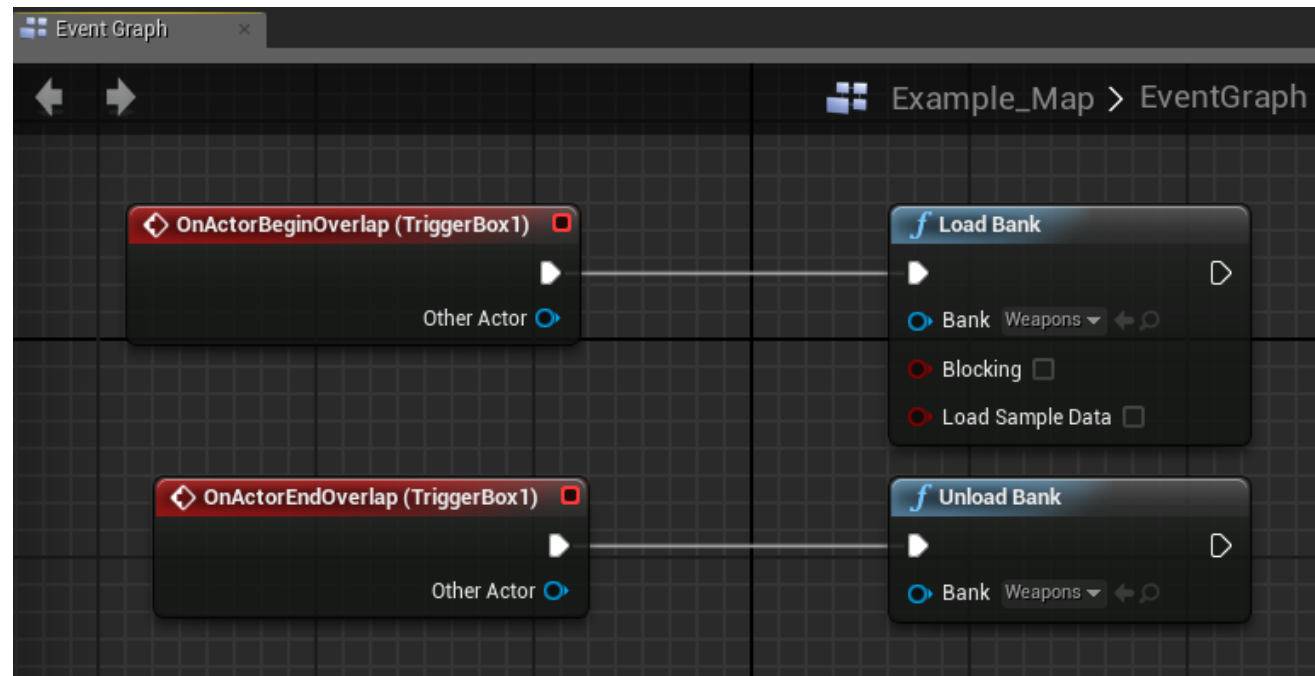 Event Graph
Example_Map > EventGraph
OnActorBeginOverlap (TriggerBox1)
Other Actor
f Load Bank
Bank Weapons
Blocking
Load Sample Data
OnActorEndOverlap (TriggerBox1)
Other Actor
f Unload Bank
Bank Weapons